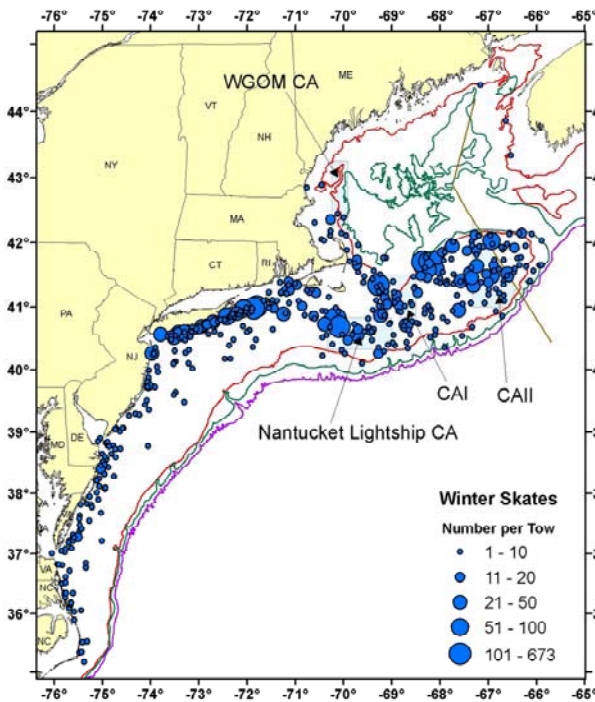 -76° -75° -74° -73° -72° -71° -70° -69° -68° -67° -66° -65°
WGOM CA
ME
VT
NH
NY
MA
CT
RI
PA
NJ
MD
DE
VA
NC
NC
44°
43°
42°
41°
40°
39°
38°
37°
36°
CAI
CAII
Nantucket Lightship CA
Winter Skates
Number per Tow
1 - 10
11 - 20
21 - 50
51 - 100
101 - 673
-76° -75° -74° -73° -72° -71° -70° -69° -68° -67° -66° -65°